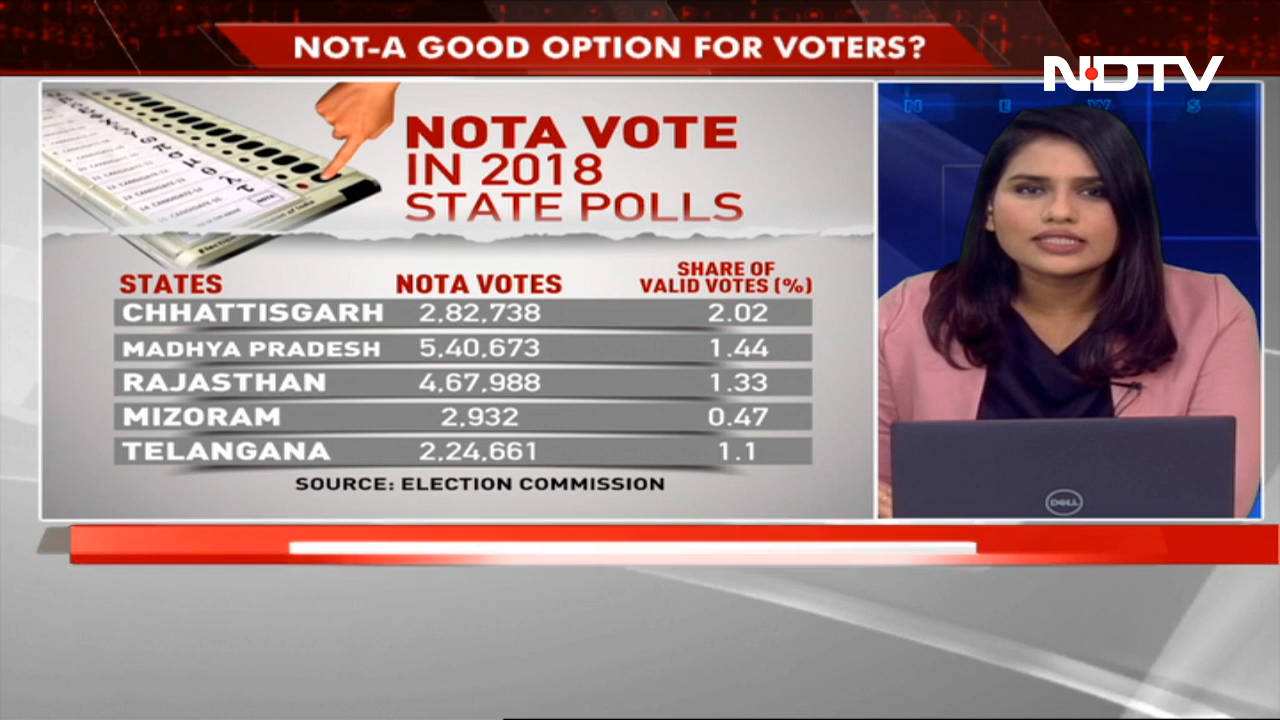 NOT-A GOOD OPTION FOR VOTERS?
NDTV
N E W S
NOTA VOTE
IN 2018
STATE POLLS
STATES NOTA VOTES SHARE OF VALID VOTES (%)
CHHATTISGARH 2,82,738 2.02
MADHYA PRADESH 5,40,673 1.44
RAJASTHAN 4,67,988 1.33
MIZORAM 2,932 0.47
TELANGANA 2,24,661 1.1
SOURCE: ELECTION COMMISSION
DELL